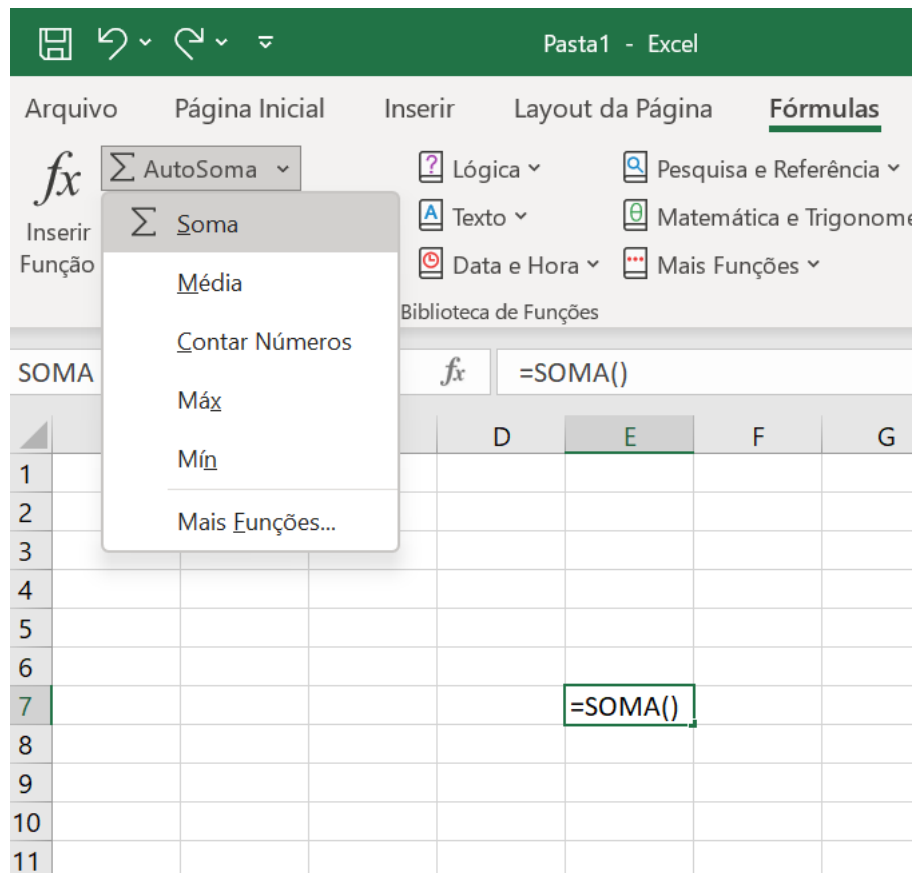 Pasta1 - Excel
Arquivo Página Inicial Inserir Layout da Página Fórmulas
fx Inserir Função
AutoSoma
Lógica
Pesquisa e Referência
Texto
Data e Hora
Mais Funções
Matemática e
Biblioteca de Funções
Soma
Média
Contar Números
Máx
Mín
Mais Funções...
SOMA fx =SOMA()
D E F G
1
2
3
4
5
6
7 =SOMA()
8
9
10
11